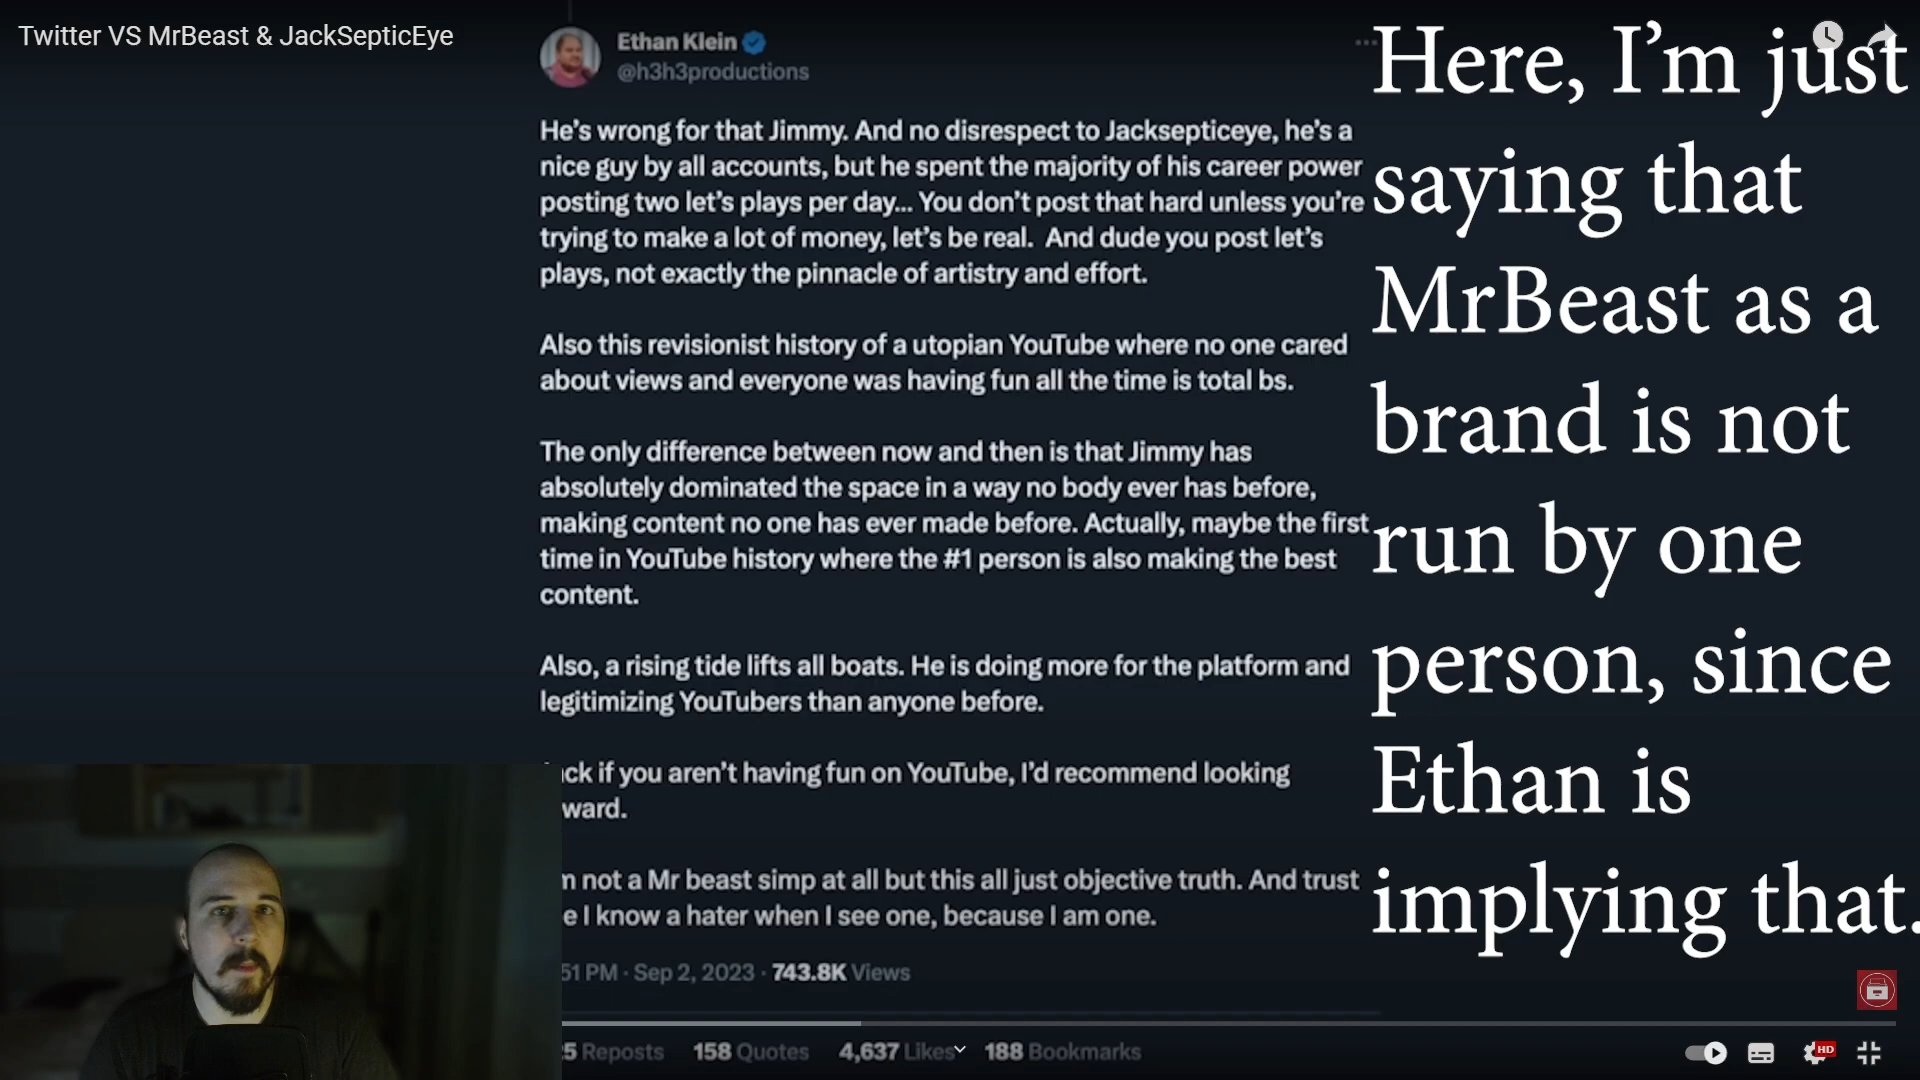 Twitter VS MrBeast & JackSepticEye
Ethan Klein
@h3h3productions
He's wrong for that Jimmy. And no disrespect to Jacksepticeye, he's a
nice guy by all accounts, but he spent the majority of his career power
posting two let's plays per day... You don't post that hard unless you're
trying to make a lot of money, let's be real. And dude you post let's
plays, not exactly the pinnacle of artistry and effort.
Also this revisionist history of a utopian YouTube where no one cared
about views and everyone was having fun all the time is total bs.
The only difference between now and then is that Jimmy has
absolutely dominated the space in a way no body ever has before,
making content no one has ever made before. Actually, maybe the first
time in YouTube history where the #1 person is also making the best
content.
Also, a rising tide lifts all boats. He is doing more for the platform and
legitimizing YouTubers than anyone before.
if you aren't having fun on YouTube, I'd recommend looking
not a Mr beast simp at all but this all just objective truth. And trust
I know a hater when I see one, because I am one.
PM · Sep 2, 2023 · 743.8K Views
Reposts 158 Quotes 4,637 Likes 188 Bookmarks
Here, I'm just
saying that
MrBeast as a
brand is not
run by one
person, since
Ethan is
implying that.
HD